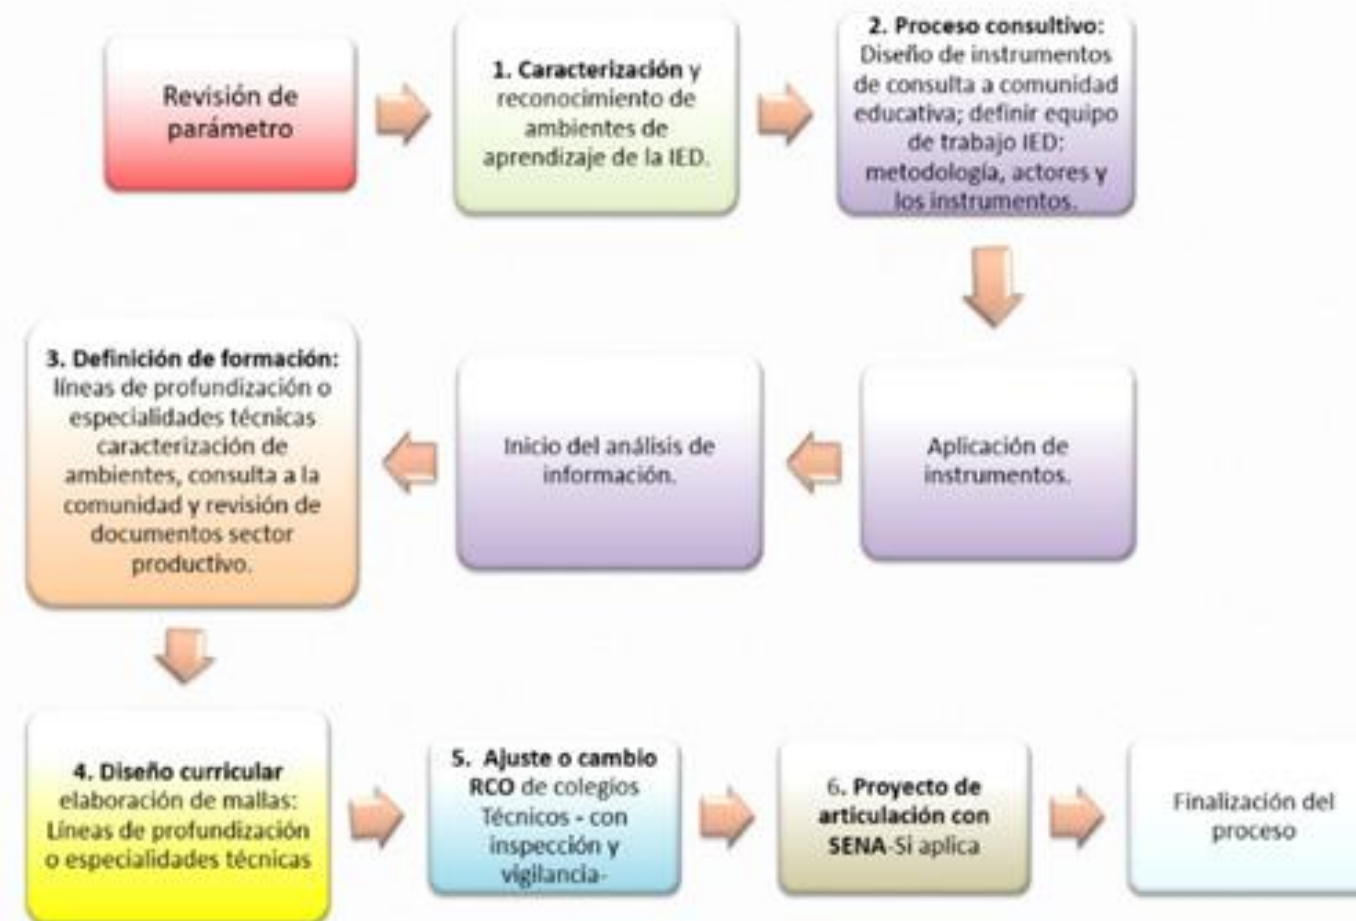 Revisión de
parámetro
1. Caracterización y
reconocimiento de
ambientes de
aprendizaje de la IED.
2. Proceso consultivo:
Diseño de instrumentos
de consulta a comunidad
educativa; definir equipo
de trabajo IED:
metodología, actores y
los instrumentos.
Aplicación de
instrumentos.
Inicio del análisis de
información.
3. Definición de formación:
líneas de profundización o
especialidades técnicas
caracterización de
ambientes, consulta a la
comunidad y revisión de
documentos sector
productivo.
4. Diseño curricular
elaboración de mallas:
Líneas de profundización
o especialidades técnicas
5. Ajuste o cambio
RCO de colegios
Técnicos - con
inspección y
vigilancia-
6. Proyecto de
articulación con
SENA-Si aplica
Finalización del
proceso